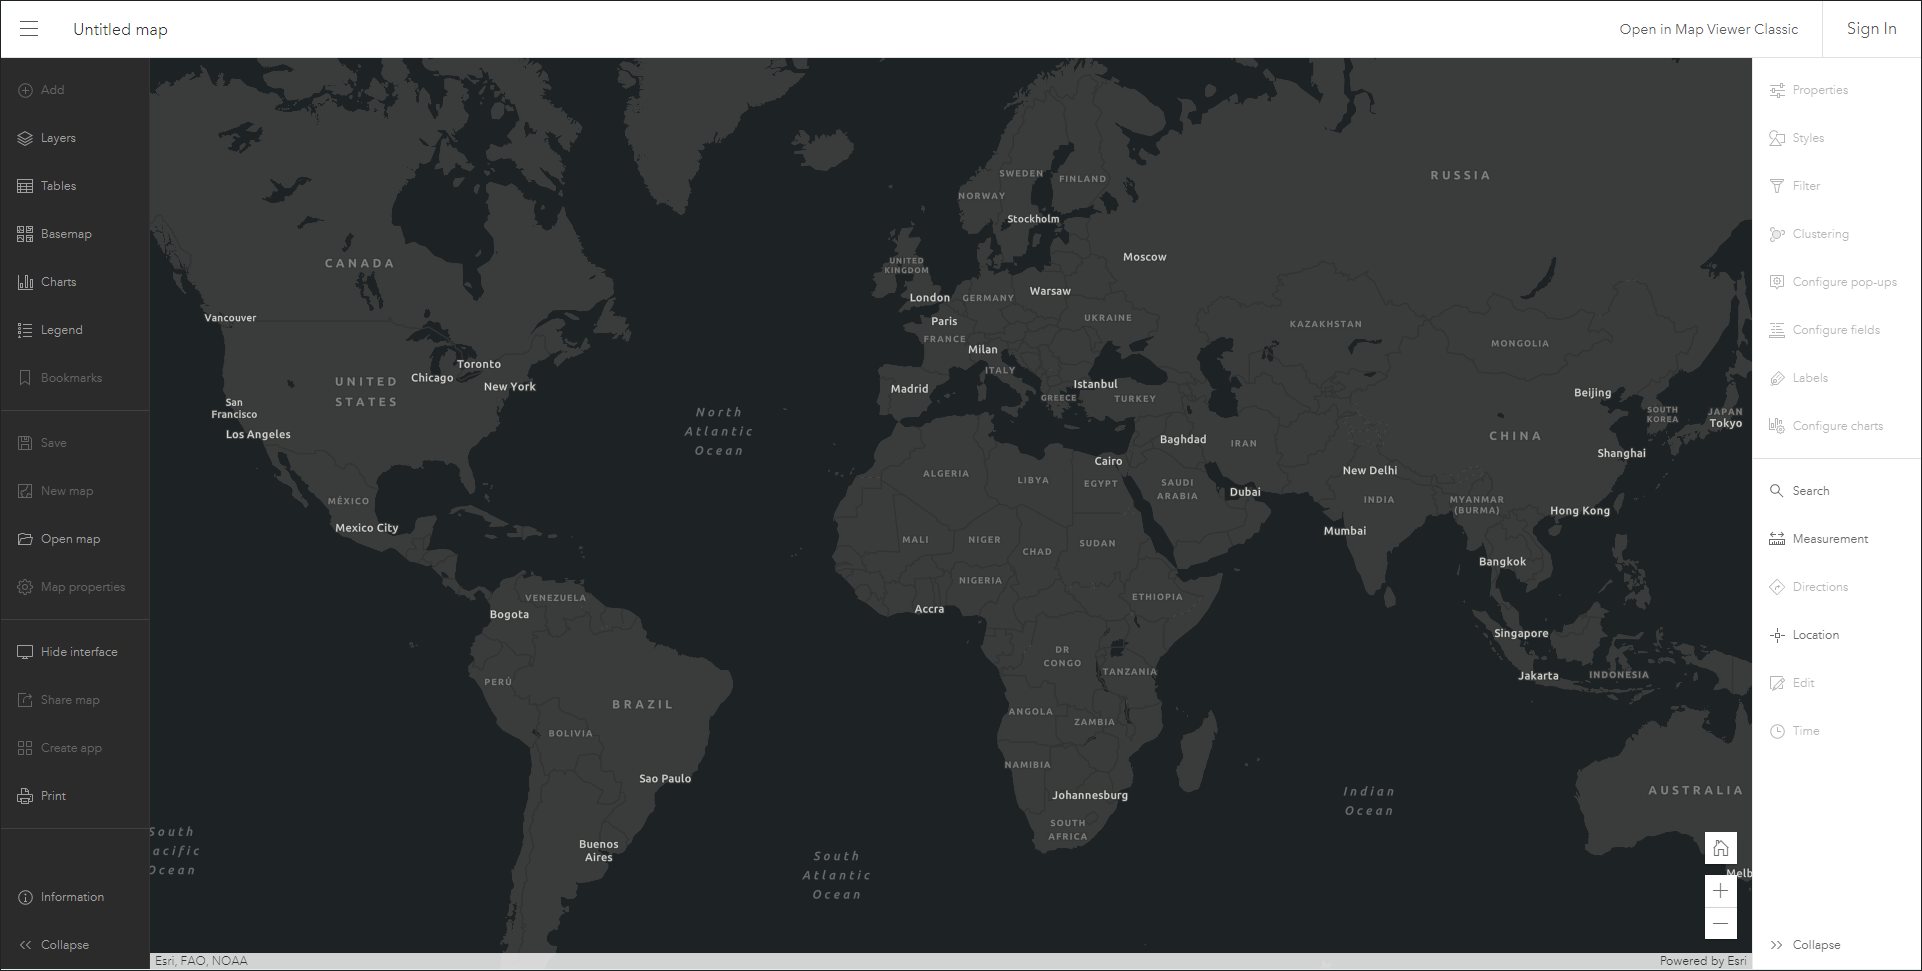 Untitled map
Open in Map Viewer Classic
Sign In
Add
Layers
Tables
Basemap
Charts
Legend
Bookmarks
Save
New map
Open map
Map properties
Hide interface
Share map
Create app
Print
Information
Collapse
RUSSIA
SWEDEN
FINLAND
NORWAY
Stockholm
Moscow
CANADA
UNITED
KINGDOM
London
GERMANY
Warsaw
Vancouver
Paris
UKRAINE
KAZAKHSTAN
FRANCE
Milan
MONGOLIA
Toronto
Chicago
New York
UNITED
STATES
ITALY
Madrid
Istanbul
GREECE
TURKEY
Beijing
San
Francisco
Los Angeles
North
Atlantic
Ocean
SOUTH
KOREA
JAPAN
Tokyo
CHINA
Baghdad
IRAN
Shanghai
Cairo
ALGERIA
LIBYA
EGYPT
SAUDI
ARABIA
Dubai
New Delhi
INDIA
MYANMAR
(BURMA)
Hong Kong
MÉXICO
Mexico City
Mumbai
MALI
NIGER
CHAD
SUDAN
Bangkok
NIGERIA
ETHIOPIA
VENEZUELA
Bogota
Accra
Singapore
DR
CONGO
TANZANIA
Jakarta
INDONESIA
PERÚ
BRAZIL
ANGOLA
ZAMBIA
BOLIVIA
NAMIBIA
Sao Paulo
Johannesburg
Indian
Ocean
AUSTRALIA
SOUTH
AFRICA
South
acific
Ocean
Buenos
Aires
South
Atlantic
Ocean
Melb
Esri, FAO, NOAA
Powered by Esri
Properties
Styles
Filter
Clustering
Configure pop-ups
Configure fields
Labels
Configure charts
Search
Measurement
Directions
Location
Edit
Time
Collapse